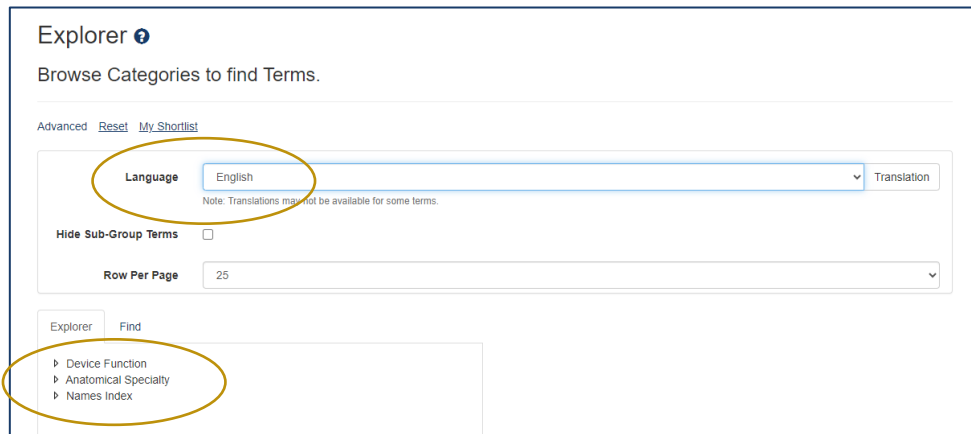 Explorer ?
Browse Categories to find Terms.
Advanced Reset My Shortlist
Language English Translation
Note: Translations may not be available for some terms.
Hide Sub-Group Terms
Row Per Page 25
Explorer Find
Device Function
Anatomical Specialty
Names Index